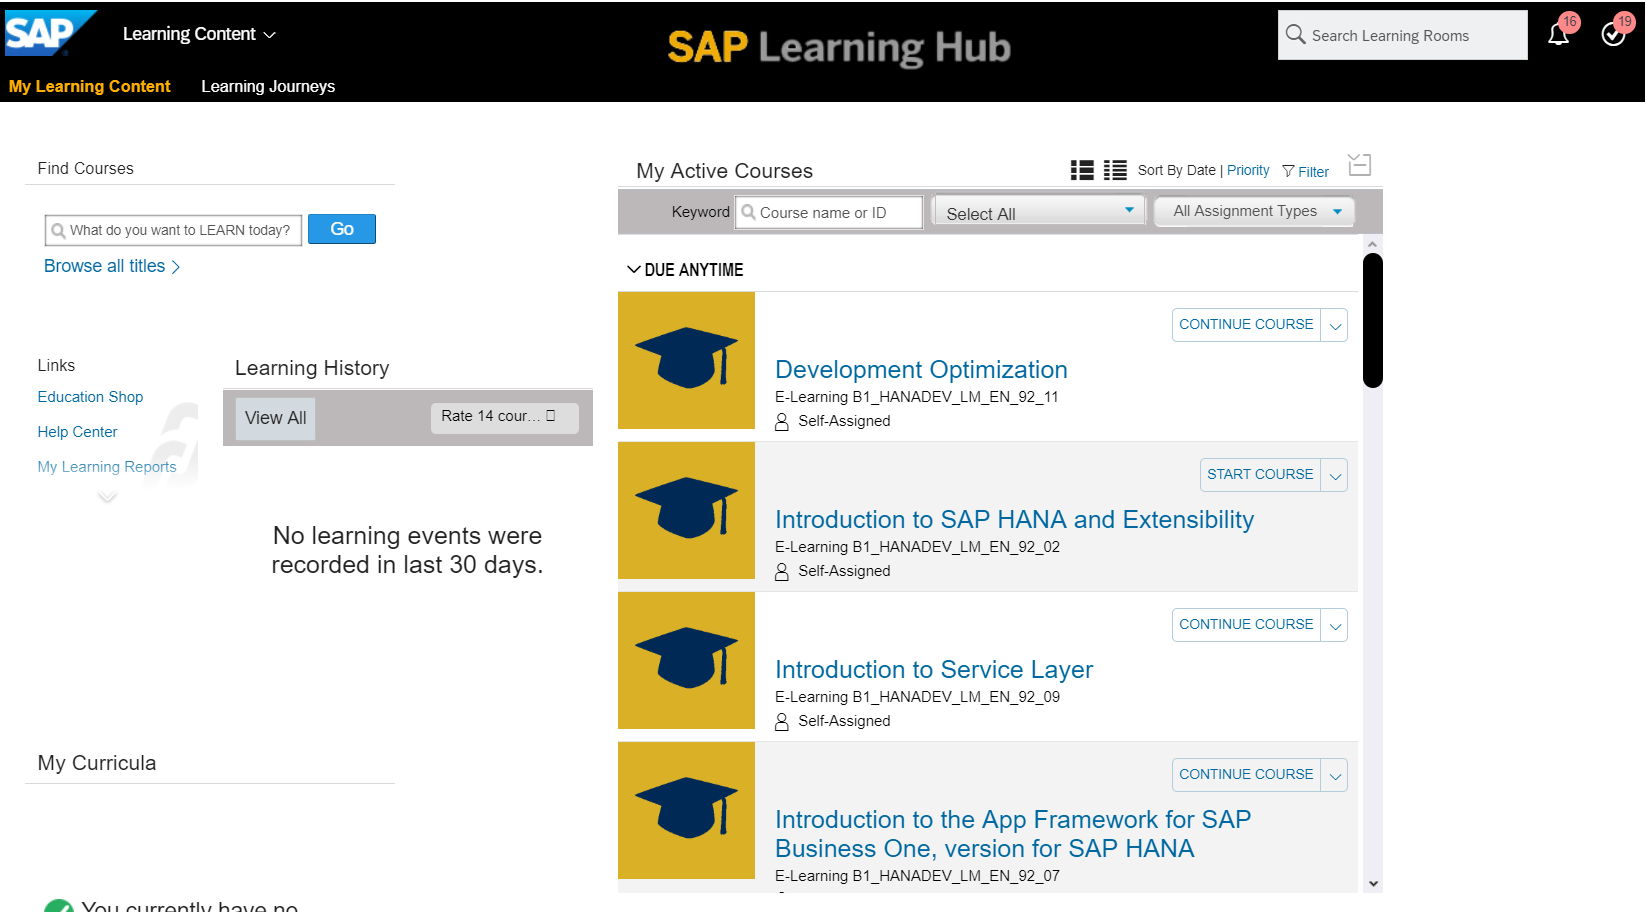 SAP
Learning Content
SAP Learning Hub
Search Learning Rooms
16
19
My Learning Content
Learning Journeys
Find Courses
What do you want to LEARN today?
Go
Browse all titles
Links
Education Shop
Help Center
My Learning Reports
Learning History
View All
Rate 14 cour...
No learning events were
recorded in last 30 days.
My Curricula
You currently have no
My Active Courses
Sort By Date | Priority
Filter
Keyword
Course name or ID
Select All
All Assignment Types
DUE ANYTIME
CONTINUE COURSE
Development Optimization
E-Learning B1_HANADEV_LM_EN_92_11
Self-Assigned
START COURSE
Introduction to SAP HANA and Extensibility
E-Learning B1_HANADEV_LM_EN_92_02
Self-Assigned
CONTINUE COURSE
Introduction to Service Layer
E-Learning B1_HANADEV_LM_EN_92_09
Self-Assigned
CONTINUE COURSE
Introduction to the App Framework for SAP
Business One, version for SAP HANA
E-Learning B1_HANADEV_LM_EN_92_07